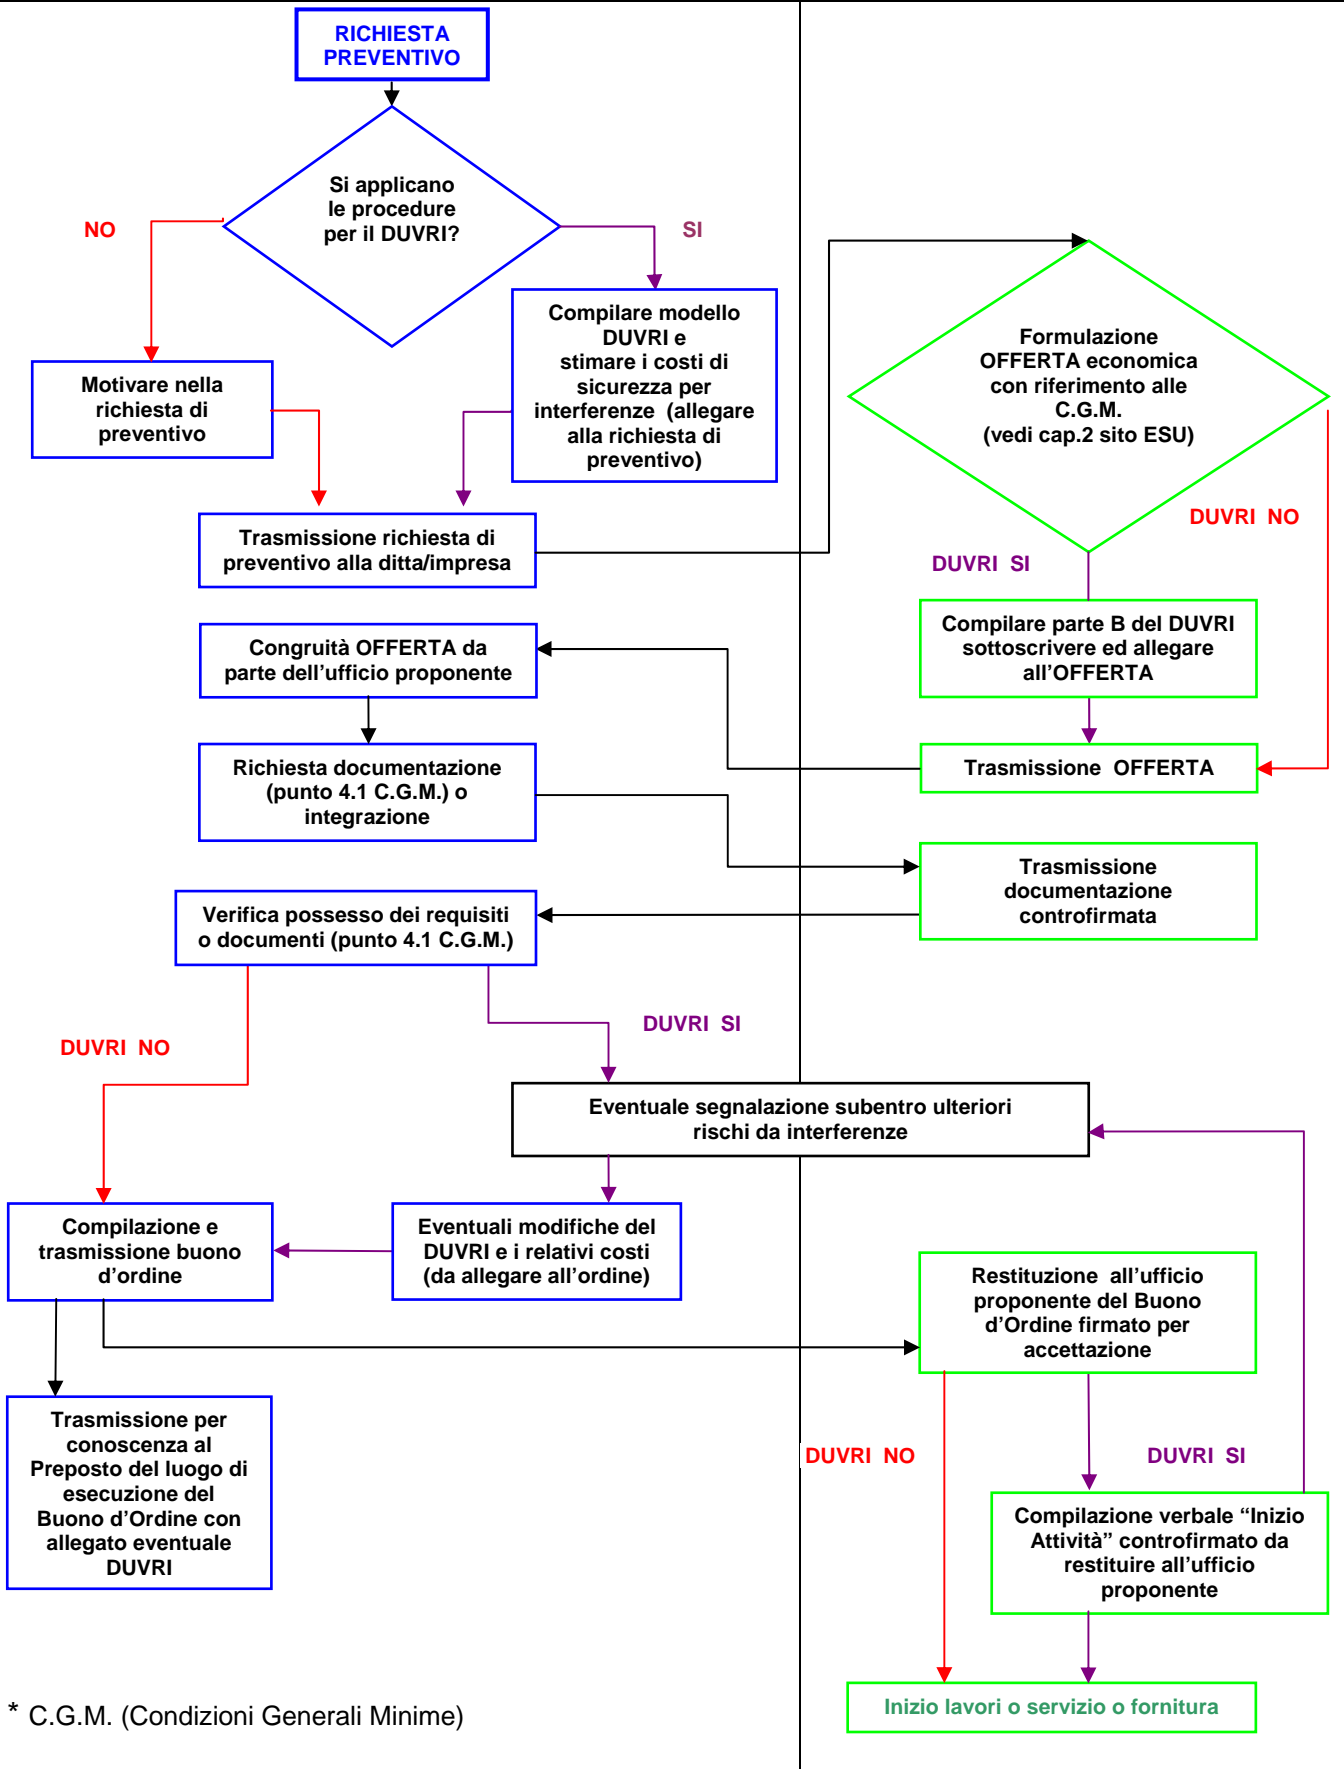 RICHIESTA
PREVENTIVO
Si applicano
le procedure
per il DUVRI?
NO
SI
Compilare modello
DUVRI e
stimare i costi di
sicurezza per
interferenze (allegare
alla richiesta di
preventivo)
Motivare nella
richiesta di
preventivo
Formulazione
OFFERTA economica
con riferimento alle
C.G.M.
(vedi cap.2 sito ESU)
Trasmissione richiesta di
preventivo alla ditta/impresa
DUVRI NO
DUVRI SI
Compilare parte B del DUVRI
sottoscrivere ed allegare
all'OFFERTA
Congruità OFFERTA da
parte dell'ufficio proponente
Trasmissione OFFERTA
Richiesta documentazione
(punto 4.1 C.G.M.) o
integrazione
Trasmissione
documentazione
controfirmata
Verifica possesso dei requisiti
o documenti (punto 4.1 C.G.M.)
DUVRI SI
DUVRI NO
Eventuale segnalazione subentro ulteriori
rischi da interferenze
Compilazione e
trasmissione buono
d'ordine
Eventuali modifiche del
DUVRI e i relativi costi
(da allegare all'ordine)
Restituzione all'ufficio
proponente del Buono
d'Ordine firmato per
accettazione
Trasmissione per
conoscenza al
Preposto del luogo di
esecuzione del
Buono d'Ordine con
allegato eventuale
DUVRI
DUVRI NO
DUVRI SI
Compilazione verbale “Inizio
Attività” controfirmato da
restituire all'ufficio
proponente
Inizio lavori o servizio o fornitura
* C.G.M. (Condizioni Generali Minime)